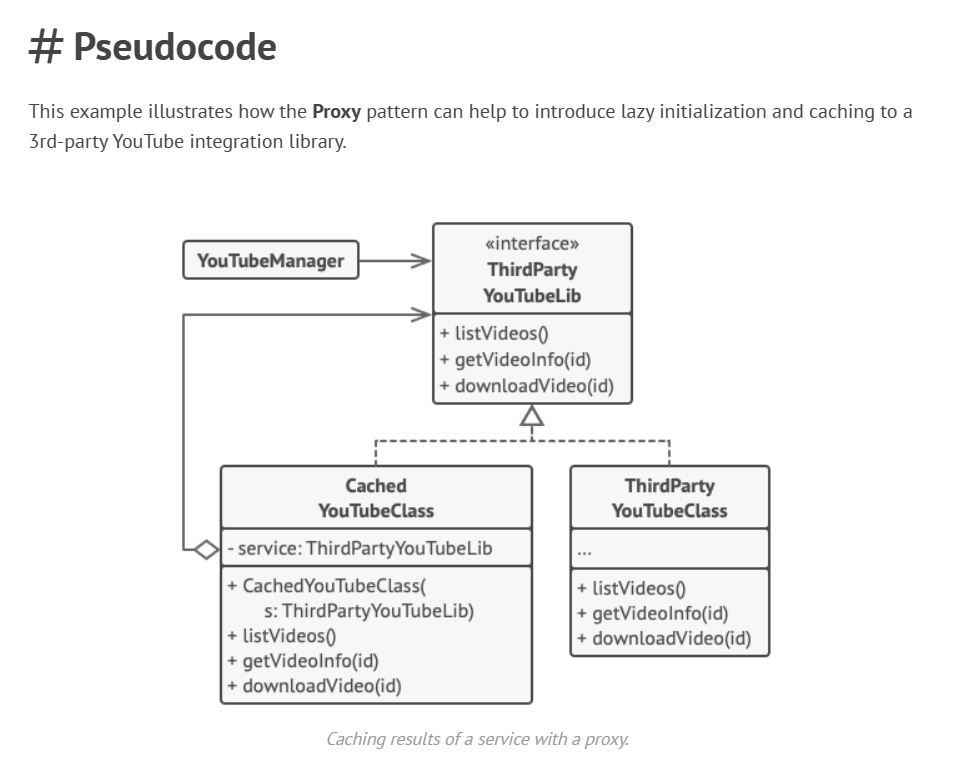 # Pseudocode
This example illustrates how the Proxy pattern can help to introduce lazy initialization and caching to a
3rd-party YouTube integration library.
YouTubeManager
«interface»
ThirdParty
YouTubeLib
+ listVideos()
+ getVideoInfo(id)
+ downloadVideo(id)
Cached
YouTubeClass
- service: ThirdPartyYouTubeLib
+ CachedYouTubeClass(
s: ThirdPartyYouTubeLib)
+ listVideos()
+ getVideoInfo(id)
+ downloadVideo(id)
ThirdParty
YouTubeClass
...
+ listVideos()
+ getVideoInfo(id)
+ downloadVideo(id)
Caching results of a service with a proxy.